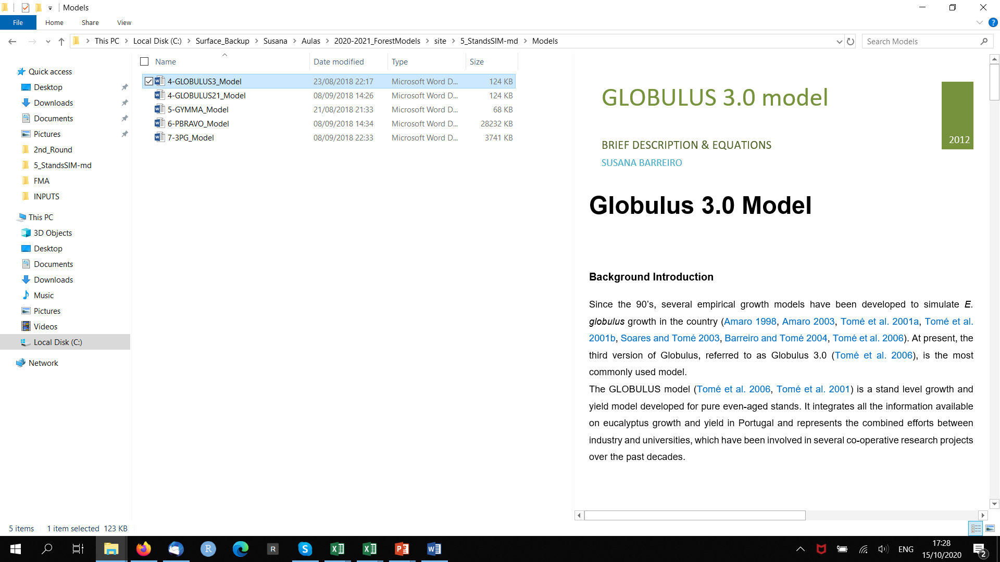 Models
File Home Share View
This PC Local Disk (C:) Surface_Backup Susana Aulas 2020-2021_ForestModels site 5_StandsSIM-md Models
Search Models
Quick access
Desktop
Downloads
Documents
Pictures
2nd_Round
5_StandsSIM-md
FMA
INPUTS
This PC
3D Objects
Desktop
Documents
Downloads
Music
Pictures
Videos
Local Disk (C:)
Network
Name Date modified Type Size
4-GLOBULUS3_Model 23/08/2018 22:17 Microsoft Word D... 124 KB
4-GLOBULUS21_Model 08/09/2018 14:26 Microsoft Word D... 124 KB
5-GYMMA_Model 21/08/2018 21:33 Microsoft Word D... 68 KB
6-PBRAVO_Model 08/09/2018 14:34 Microsoft Word D... 28232 KB
7-3PG_Model 08/09/2018 22:33 Microsoft Word D... 3741 KB
GLOBULUS 3.0 model
2012
BRIEF DESCRIPTION & EQUATIONS
SUSANA BARREIRO
Globulus 3.0 Model
Background Introduction
Since the 90’s, several empirical growth models have been developed to simulate E.
globulus growth in the country (Amaro 1998, Amaro 2003, Tomé et al. 2001a, Tomé et al.
2001b, Soares and Tomé 2003, Barreiro and Tomé 2004, Tomé et al. 2006). At present, the
third version of Globulus, referred to as Globulus 3.0 (Tomé et al. 2006), is the most
commonly used model.
The GLOBULUS model (Tomé et al. 2006, Tomé et al. 2001) is a stand level growth and
yield model developed for pure even-aged stands. It integrates all the information available
on eucalyptus growth and yield in Portugal and represents the combined efforts between
industry and universities, which have been involved in several co-operative research projects
over the past decades.
5 items 1 item selected 123 KB
ENG
17:28
15/10/2020
2